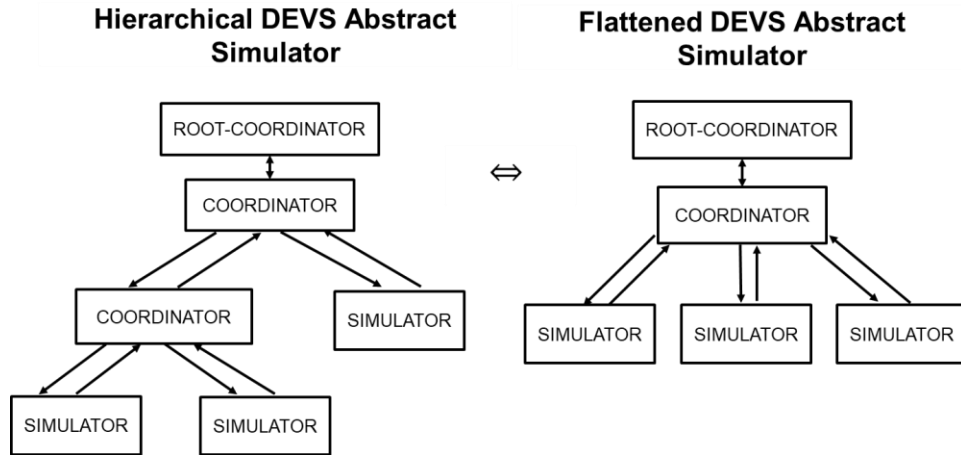 Hierarchical DEVS Abstract
Simulator
ROOT-COORDINATOR
COORDINATOR
COORDINATOR
SIMULATOR
SIMULATOR
SIMULATOR
⇔
Flattened DEVS Abstract
Simulator
ROOT-COORDINATOR
COORDINATOR
SIMULATOR
SIMULATOR
SIMULATOR